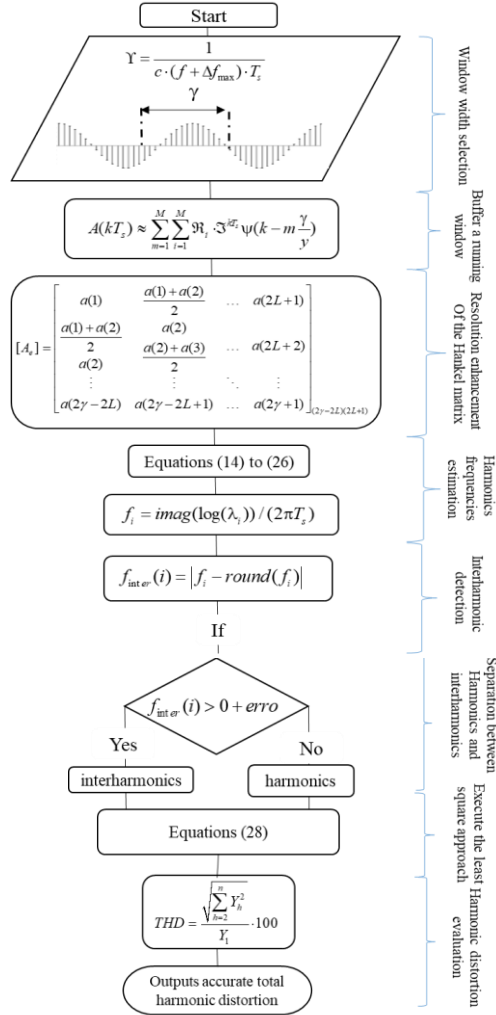 Start
ϒ = 1 / (c·(f + Δf_max)·T_s)
γ
Window width selection
A(kT_s) ≈ ∑_{m=1}^{M} ∑_{i=1}^{M} ℜ_i · ℑ^{ikT_s} ψ(k − m γ/y)
Buffer a running
window
[A_e] =
a(1) (a(1)+a(2))/2 … a(2L+1)
(a(1)+a(2))/2 a(2)
a(2) (a(2)+a(3))/2 … a(2L+2)
⋮ ⋮ ⋱ ⋮
a(2γ−2L) a(2γ−2L+1) … a(2γ+1)
(2γ−2L)(2L+1)
Resolution enhancement
Of the Hankel matrix
Equations (14) to (26)
f_i = imag(log(λ_i)) / (2πT_s)
Harmonics
frequencies
estimation
f_inter(i) = |f_i − round(f_i)|
Interharmonic
detection
If
f_inter(i) > 0 + erro
Yes
No
interharmonics
harmonics
Separation between
Harmonics and
interharmonics
Equations (28)
Execute the least
square approach
THD = √(∑_{h=2}^{n} Y_h^2) / Y_1 · 100
Harmonic distortion
evaluation
Outputs accurate total
harmonic distortion